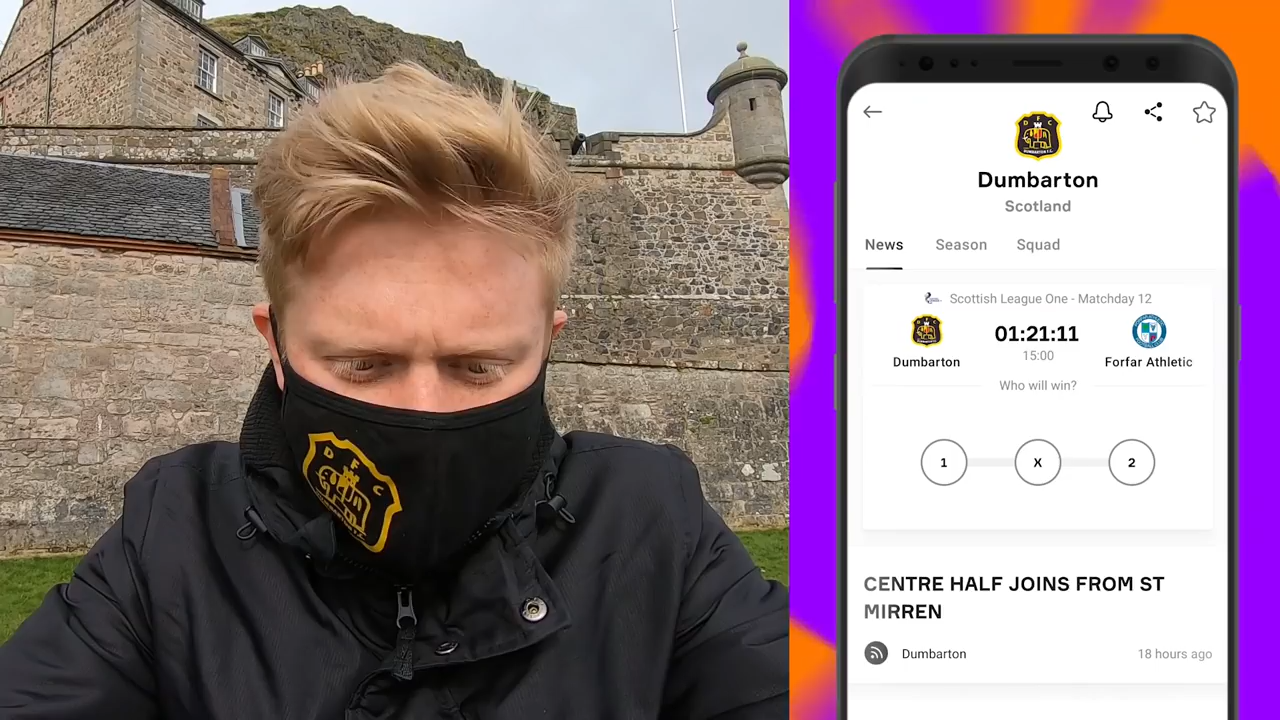 D F C
D F C
DUMBARTON F.C.
Dumbarton
Scotland
News Season Squad
Scottish League One - Matchday 12
01:21:11
15:00
Dumbarton
Forfar Athletic
Who will win?
1 X 2
CENTRE HALF JOINS FROM ST
MIRREN
Dumbarton
18 hours ago